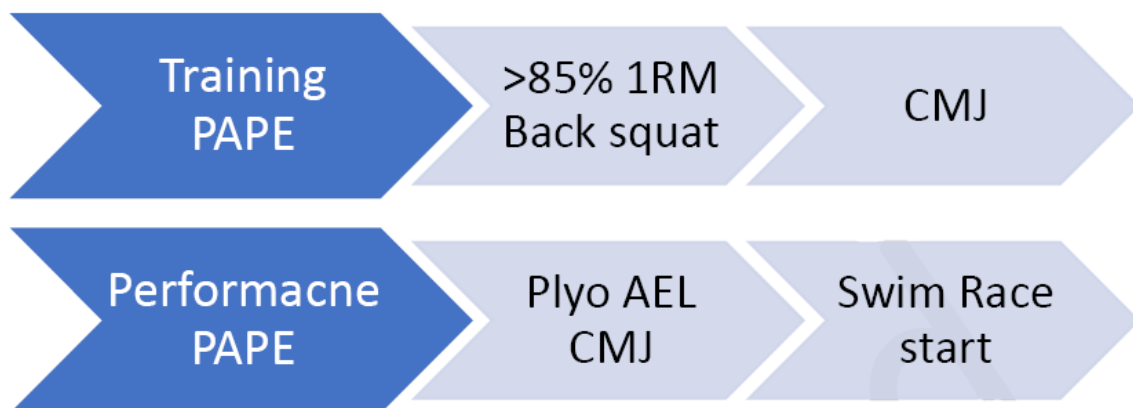 Training
PAPE
>85% 1RM
Back squat
CMJ
Performacne
PAPE
Plyo AEL
CMJ
Swim Race
start